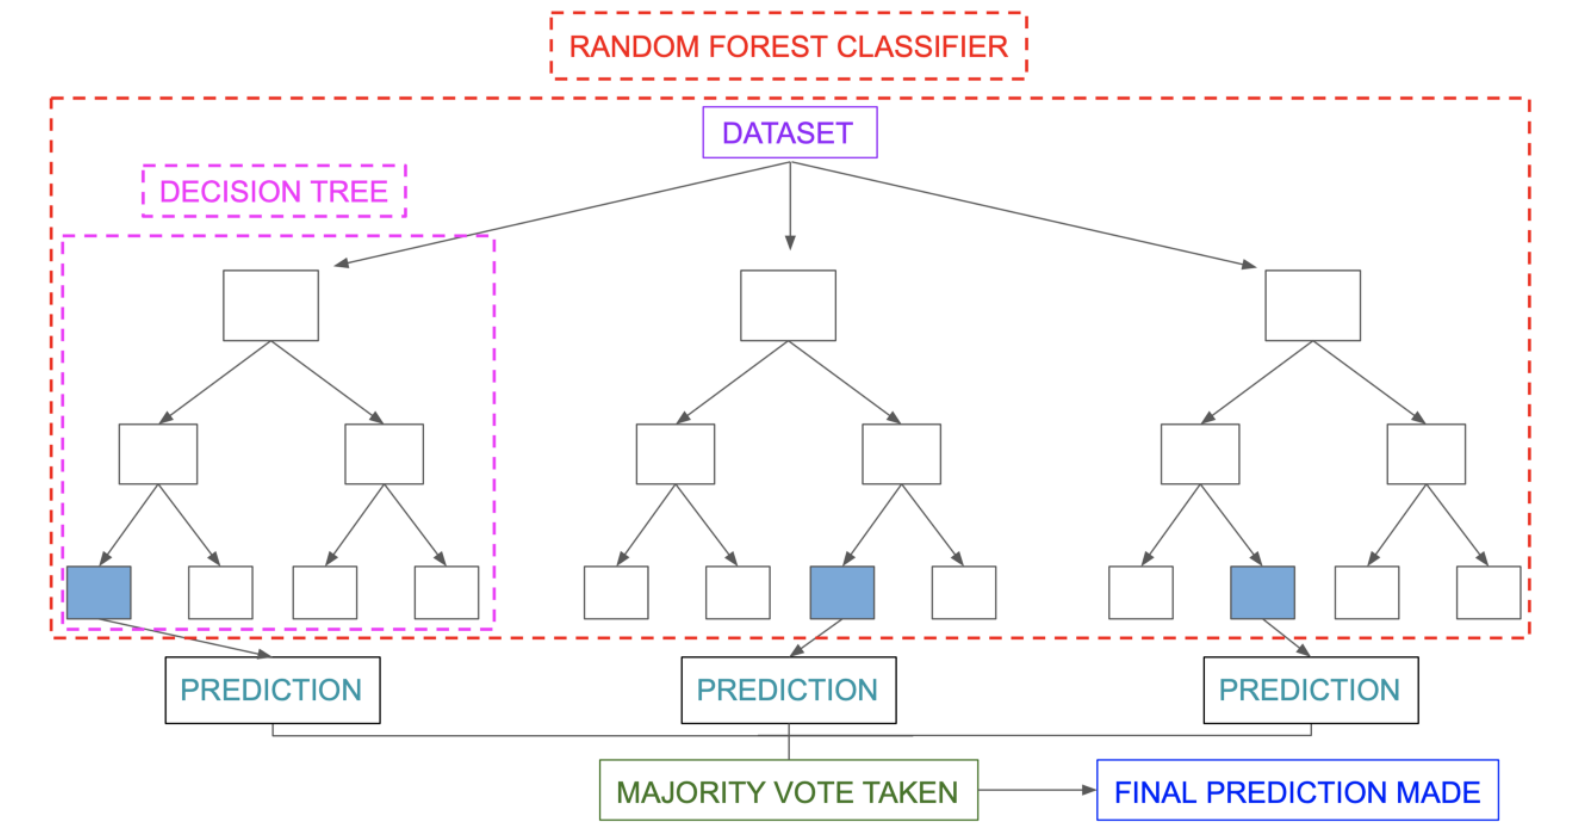 RANDOM FOREST CLASSIFIER
DATASET
DECISION TREE
PREDICTION
PREDICTION
PREDICTION
MAJORITY VOTE TAKEN
FINAL PREDICTION MADE